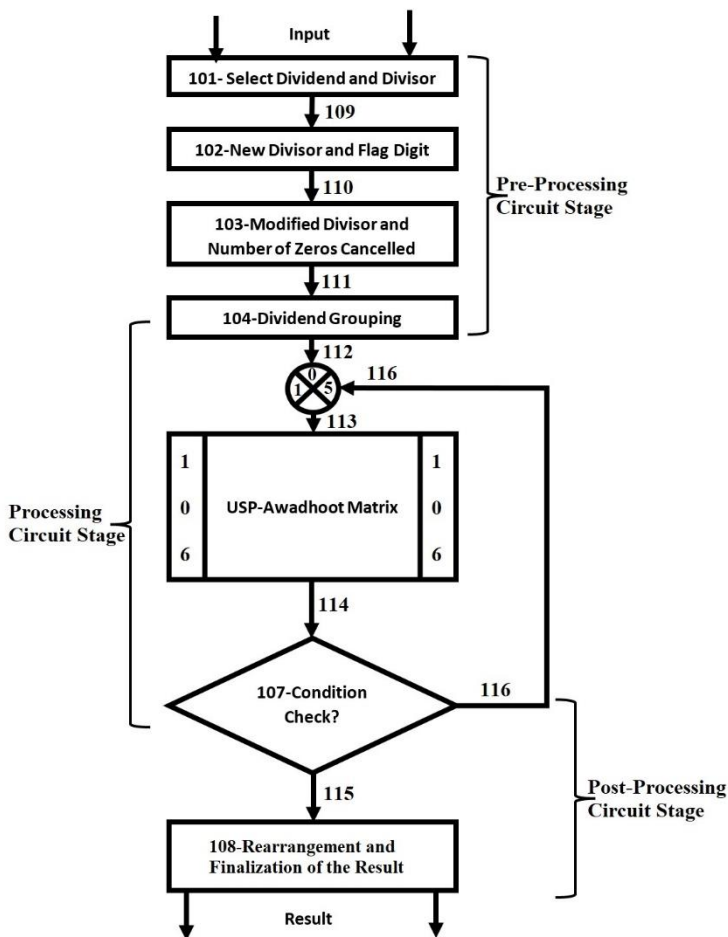 Input
101- Select Dividend and Divisor
109
102-New Divisor and Flag Digit
110
Pre-Processing
Circuit Stage
103-Modified Divisor and
Number of Zeros Cancelled
111
104-Dividend Grouping
112
116
0
1 5
113
1 1
0 USP-Awadhoot Matrix 0
6 6
Processing
Circuit Stage
114
107-Condition
Check?
116
115
Post-Processing
Circuit Stage
108-Rearrangement and
Finalization of the Result
Result